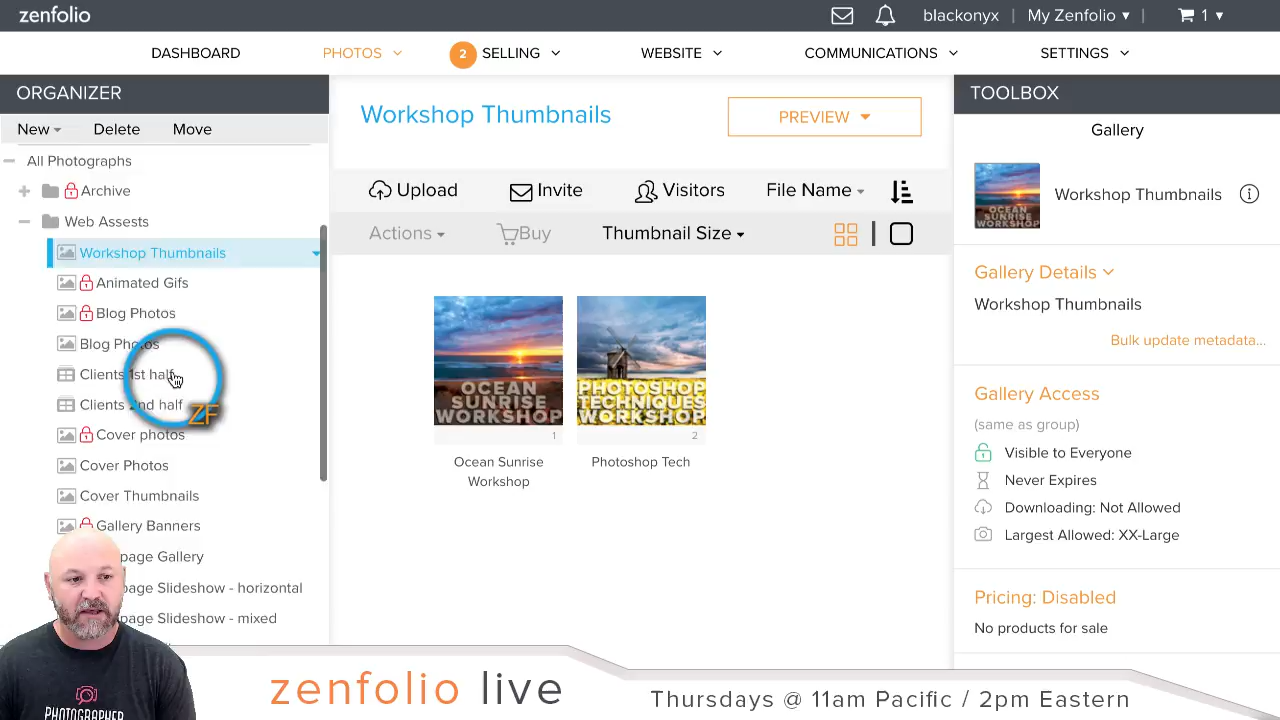 zenfolio
blackonyx | My Zenfolio ▾ | 1 ▾
DASHBOARD PHOTOS 2 SELLING WEBSITE COMMUNICATIONS SETTINGS
ORGANIZER
New Delete Move
All Photographs
Archive
Web Assests
Workshop Thumbnails
Animated Gifs
Blog Photos
Blog Photos
Clients 1st half
Clients 2nd half
ZF
Cover photos
Cover Photos
Cover Thumbnails
Gallery Banners
page Gallery
page Slideshow - horizontal
page Slideshow - mixed
Workshop Thumbnails
PREVIEW
Upload Invite Visitors File Name
Actions Buy Thumbnail Size
OCEAN
SUNRISE
WORKSHOP
1
Ocean Sunrise
Workshop
PHOTOSHOP
TECHNIQUES
WORKSHOP
2
Photoshop Tech
TOOLBOX
Gallery
OCEAN
SUNRISE
WORKSHOP
Workshop Thumbnails
Gallery Details
Workshop Thumbnails
Bulk update metadata...
Gallery Access
(same as group)
Visible to Everyone
Never Expires
Downloading: Not Allowed
Largest Allowed: XX-Large
Pricing: Disabled
No products for sale
PHOTOGRAPHER
zenfolio live
Thursdays @ 11am Pacific / 2pm Eastern